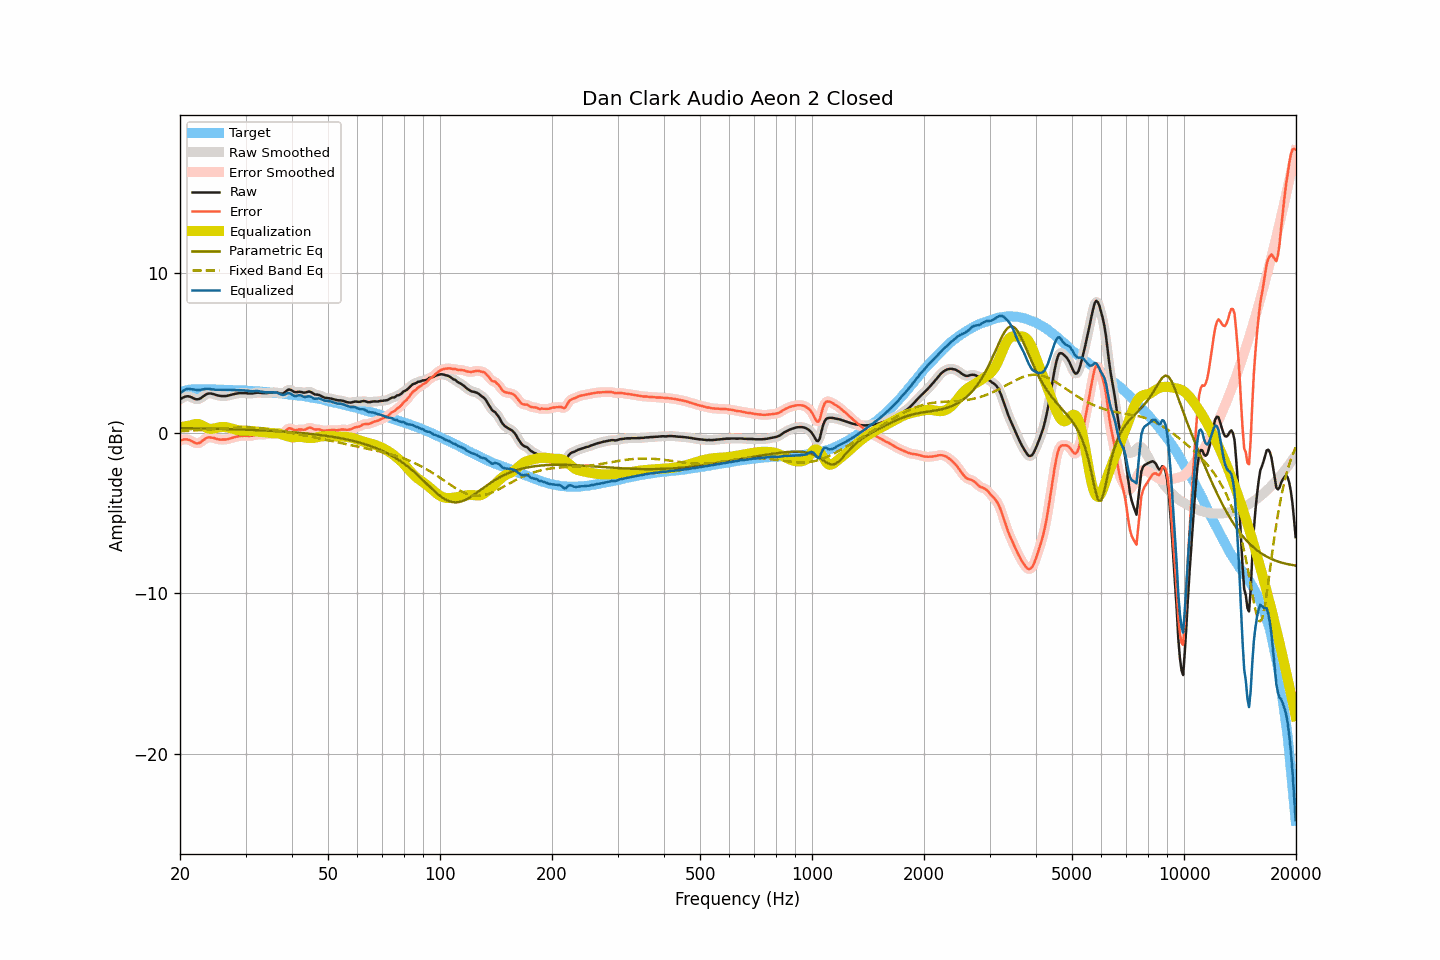 Dan Clark Audio Aeon 2 Closed
Target
Raw Smoothed
Error Smoothed
Raw
Error
Equalization
Parametric Eq
Fixed Band Eq
Equalized
10
0
−10
−20
Amplitude (dBr)
20 50 100 200 500 1000 2000 5000 10000 20000
Frequency (Hz)